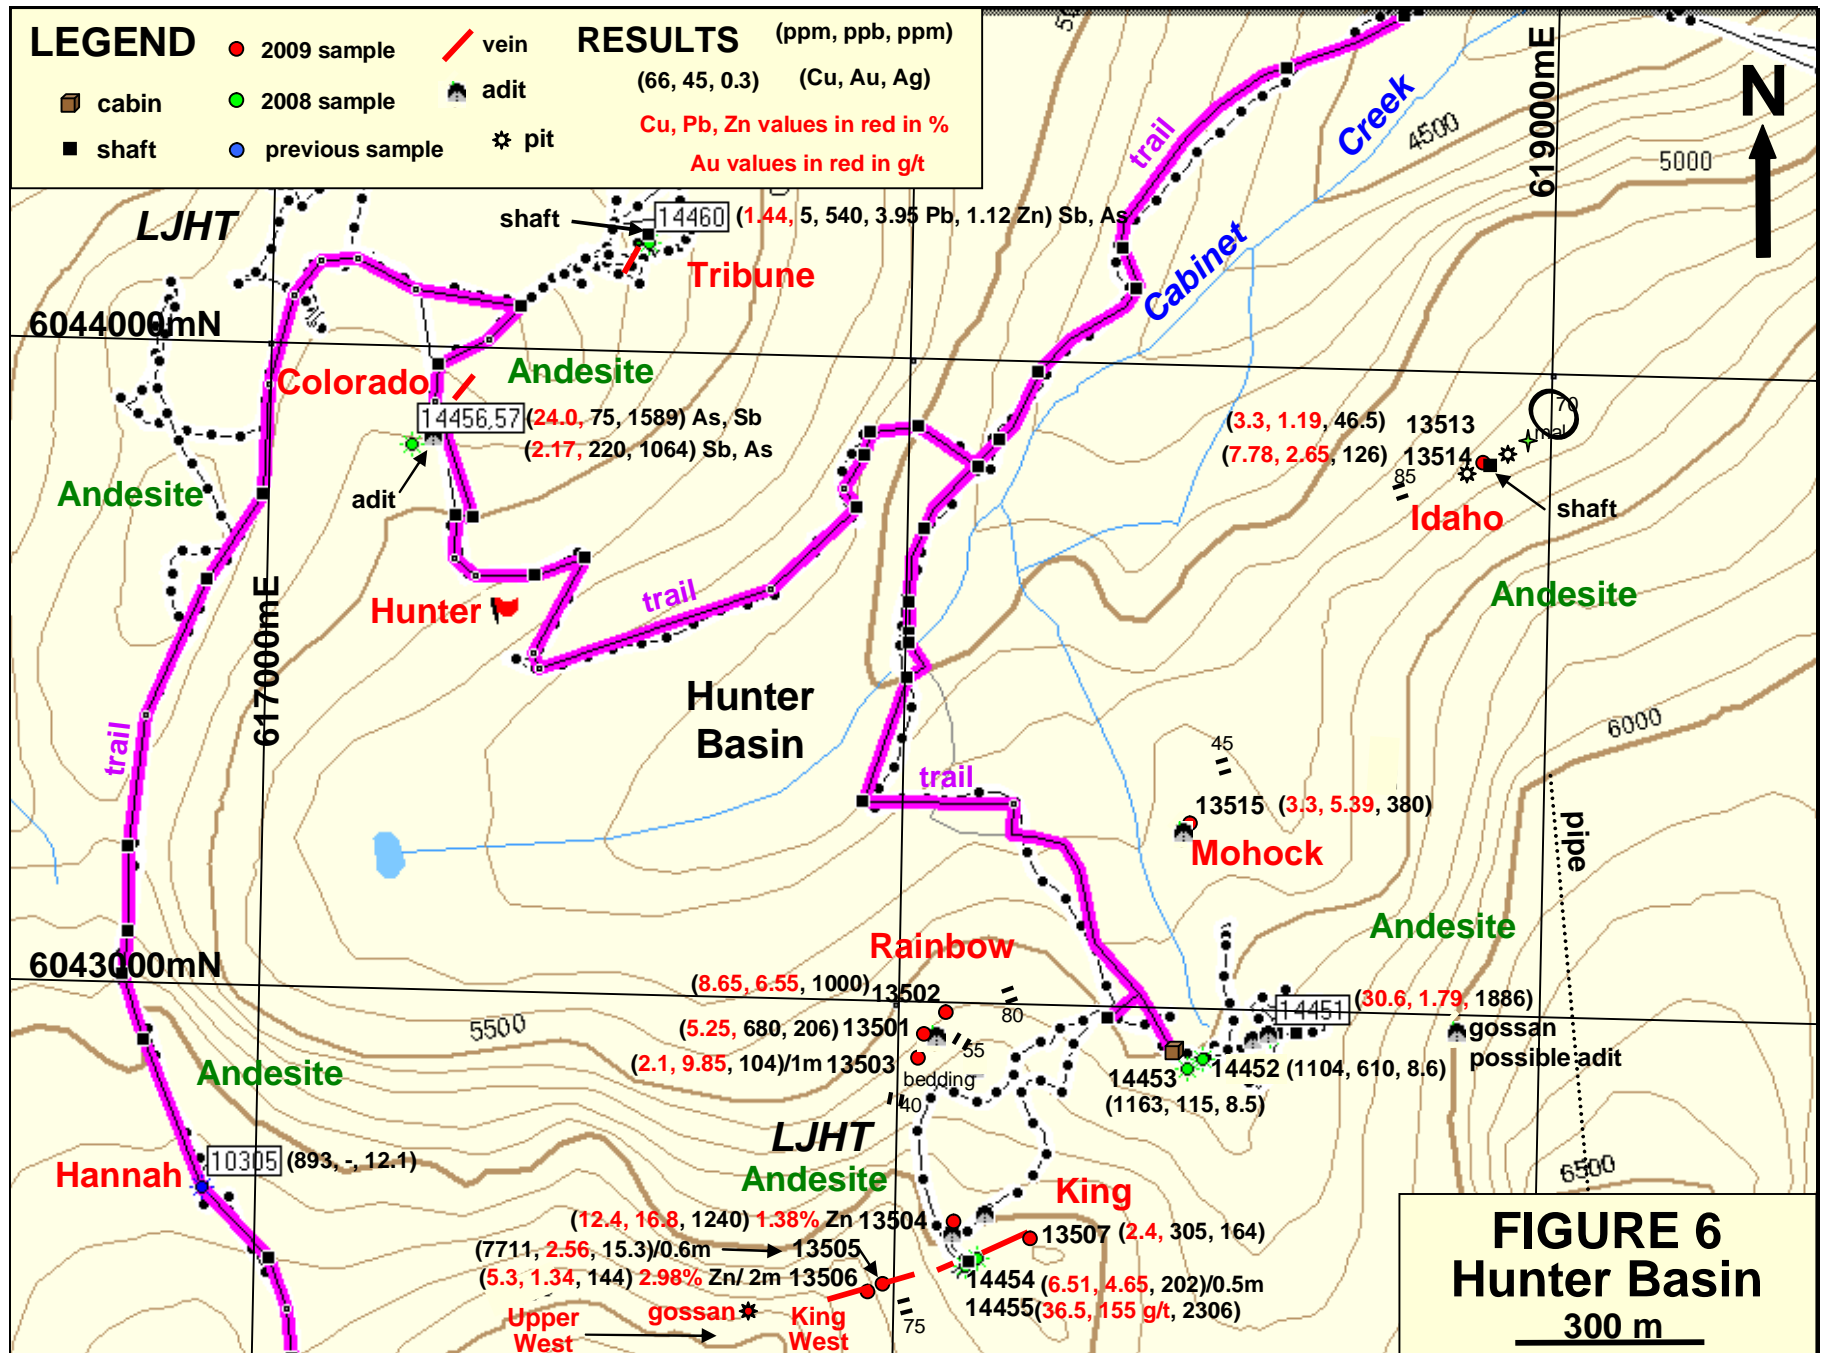 LEGEND
2009 sample
vein
RESULTS
(ppm, ppb, ppm)
cabin
2008 sample
adit
(66, 45, 0.3)
(Cu, Au, Ag)
shaft
previous sample
pit
Cu, Pb, Zn values in red in %
Au values in red in g/t
N
619000mE
Creek
4500
5000
trail
LJHT
shaft
14460 (1.44, 5, 540, 3.95 Pb, 1.12 Zn) Sb, As
Tribune
Cabinet
6044000mN
Colorado
Andesite
14456,57 (24.0, 75, 1589) As, Sb
(2.17, 220, 1064) Sb, As
adit
Andesite
(3.3, 1.19, 46.5) 13513
70
mal
(7.78, 2.65, 126) 13514
85
Idaho
shaft
Andesite
617000mE
Hunter
trail
Hunter
Basin
trail
6000
45
trail
13515 (3.3, 5.39, 380)
Mohock
pipe
Andesite
Rainbow
6043000mN
(8.65, 6.55, 1000) 13502
80
14451 (30.6, 1.79, 1886)
5500
(5.25, 680, 206) 13501
55
gossan
possible adit
(2.1, 9.85, 104)/1m 13503
bedding
40
14452 (1104, 610, 8.6)
14453
(1163, 115, 8.5)
Andesite
LJHT
Andesite
Hannah
10305 (893, -, 12.1)
6500
King
(12.4, 16.8, 1240) 1.38% Zn 13504
13507 (2.4, 305, 164)
(7711, 2.56, 15.3)/0.6m
13505
(5.3, 1.34, 144) 2.98% Zn/ 2m 13506
14454 (6.51, 4.65, 202)/0.5m
14455(36.5, 155 g/t, 2306)
Upper
West
gossan
King
West
75
FIGURE 6
Hunter Basin
300 m